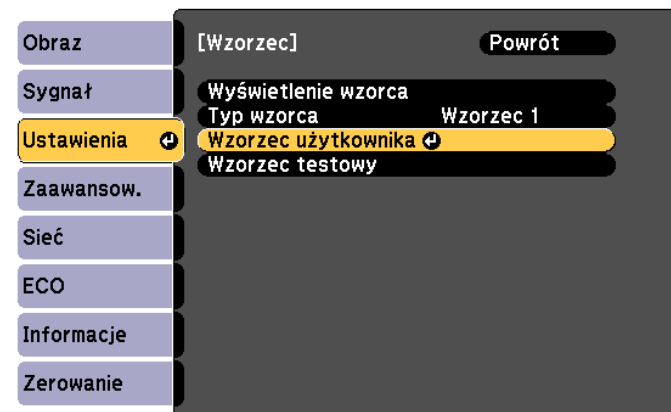 Obraz
Sygnał
Ustawienia
Zaawansow.
Sieć
ECO
Informacje
Zerowanie
[Wzorzec]
Powrót
Wyświetlenie wzorca
Typ wzorca Wzorzec 1
Wzorzec użytkownika
Wzorzec testowy